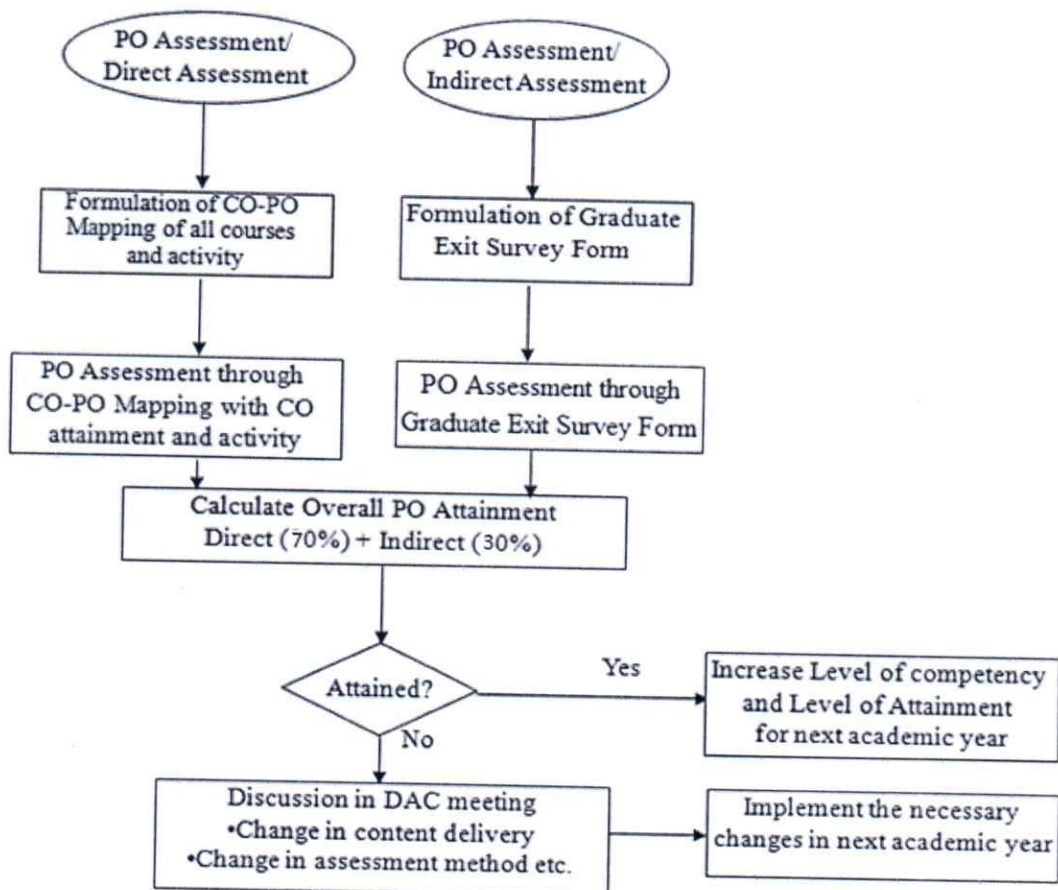 PO Assessment/
Direct Assessment
PO Assessment/
Indirect Assessment
Formulation of CO-PO
Mapping of all courses
and activity
Formulation of Graduate
Exit Survey Form
PO Assessment through
CO-PO Mapping with CO
attainment and activity
PO Assessment through
Graduate Exit Survey Form
Calculate Overall PO Attainment
Direct (70%) + Indirect (30%)
Attained?
Yes
Increase Level of competency
and Level of Attainment
for next academic year
No
Discussion in DAC meeting
•Change in content delivery
•Change in assessment method etc.
Implement the necessary
changes in next academic year